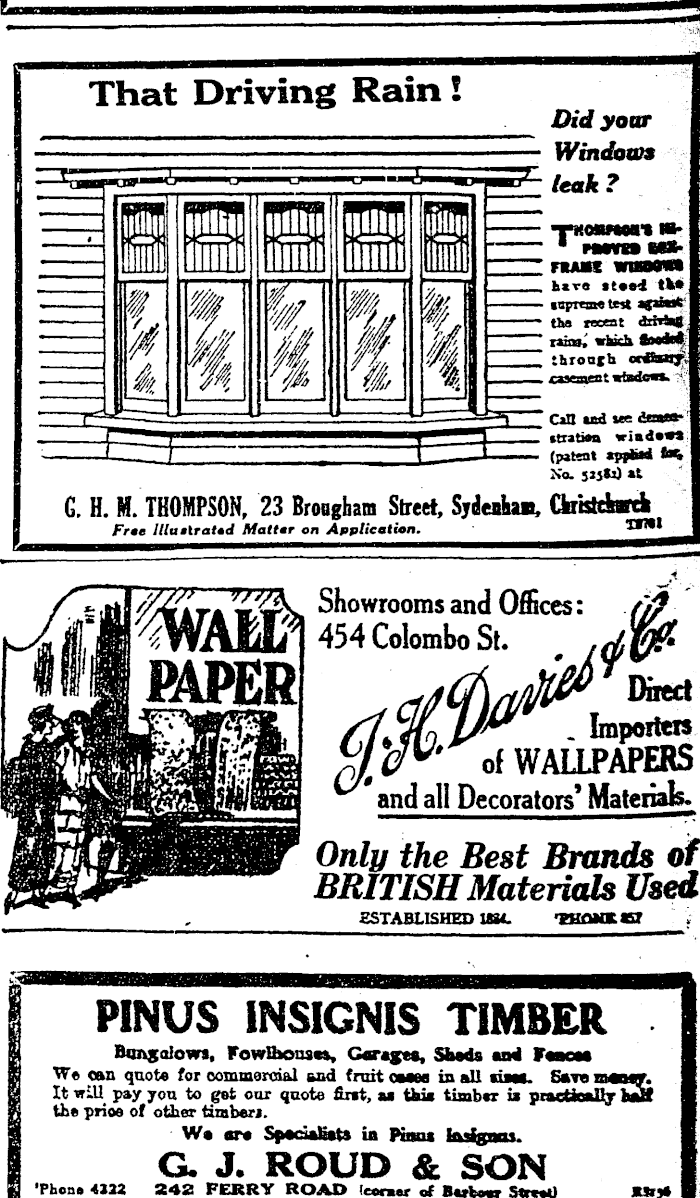 That Driving Rain!
Did your
Windows
leak?
THOMPSON'S IM-
PROVED BOX-
FRAME WINDOWS
have stood the
supreme test against
the recent driving
rains, which flooded
through ordinary
casement windows.
Call and see demon-
stration windows
(patent applied for,
No. 52582) at
G. H. M. THOMPSON, 23 Brougham Street, Sydenham, Christchurch
Free Illustrated Matter on Application.
WALL
PAPER
Showrooms and Offices:
454 Colombo St.
J. H. Davies & Co.
Direct
Importers
of WALLPAPERS
and all Decorators' Materials.
Only the Best Brands of
BRITISH Materials Used
ESTABLISHED 'PHONE 857
PINUS INSIGNIS TIMBER
Bungalows, Fowlhouses, Garages, Sheds and Fences
We can quote for commercial and fruit cases in all sizes. Save money.
It will pay you to get our quote first, as this timber is practically half
the price of other timbers.
We are Specialists in Pinus Insignus.
G. J. ROUD & SON
'Phone 4322 242 FERRY ROAD (corner of Barbour Street)